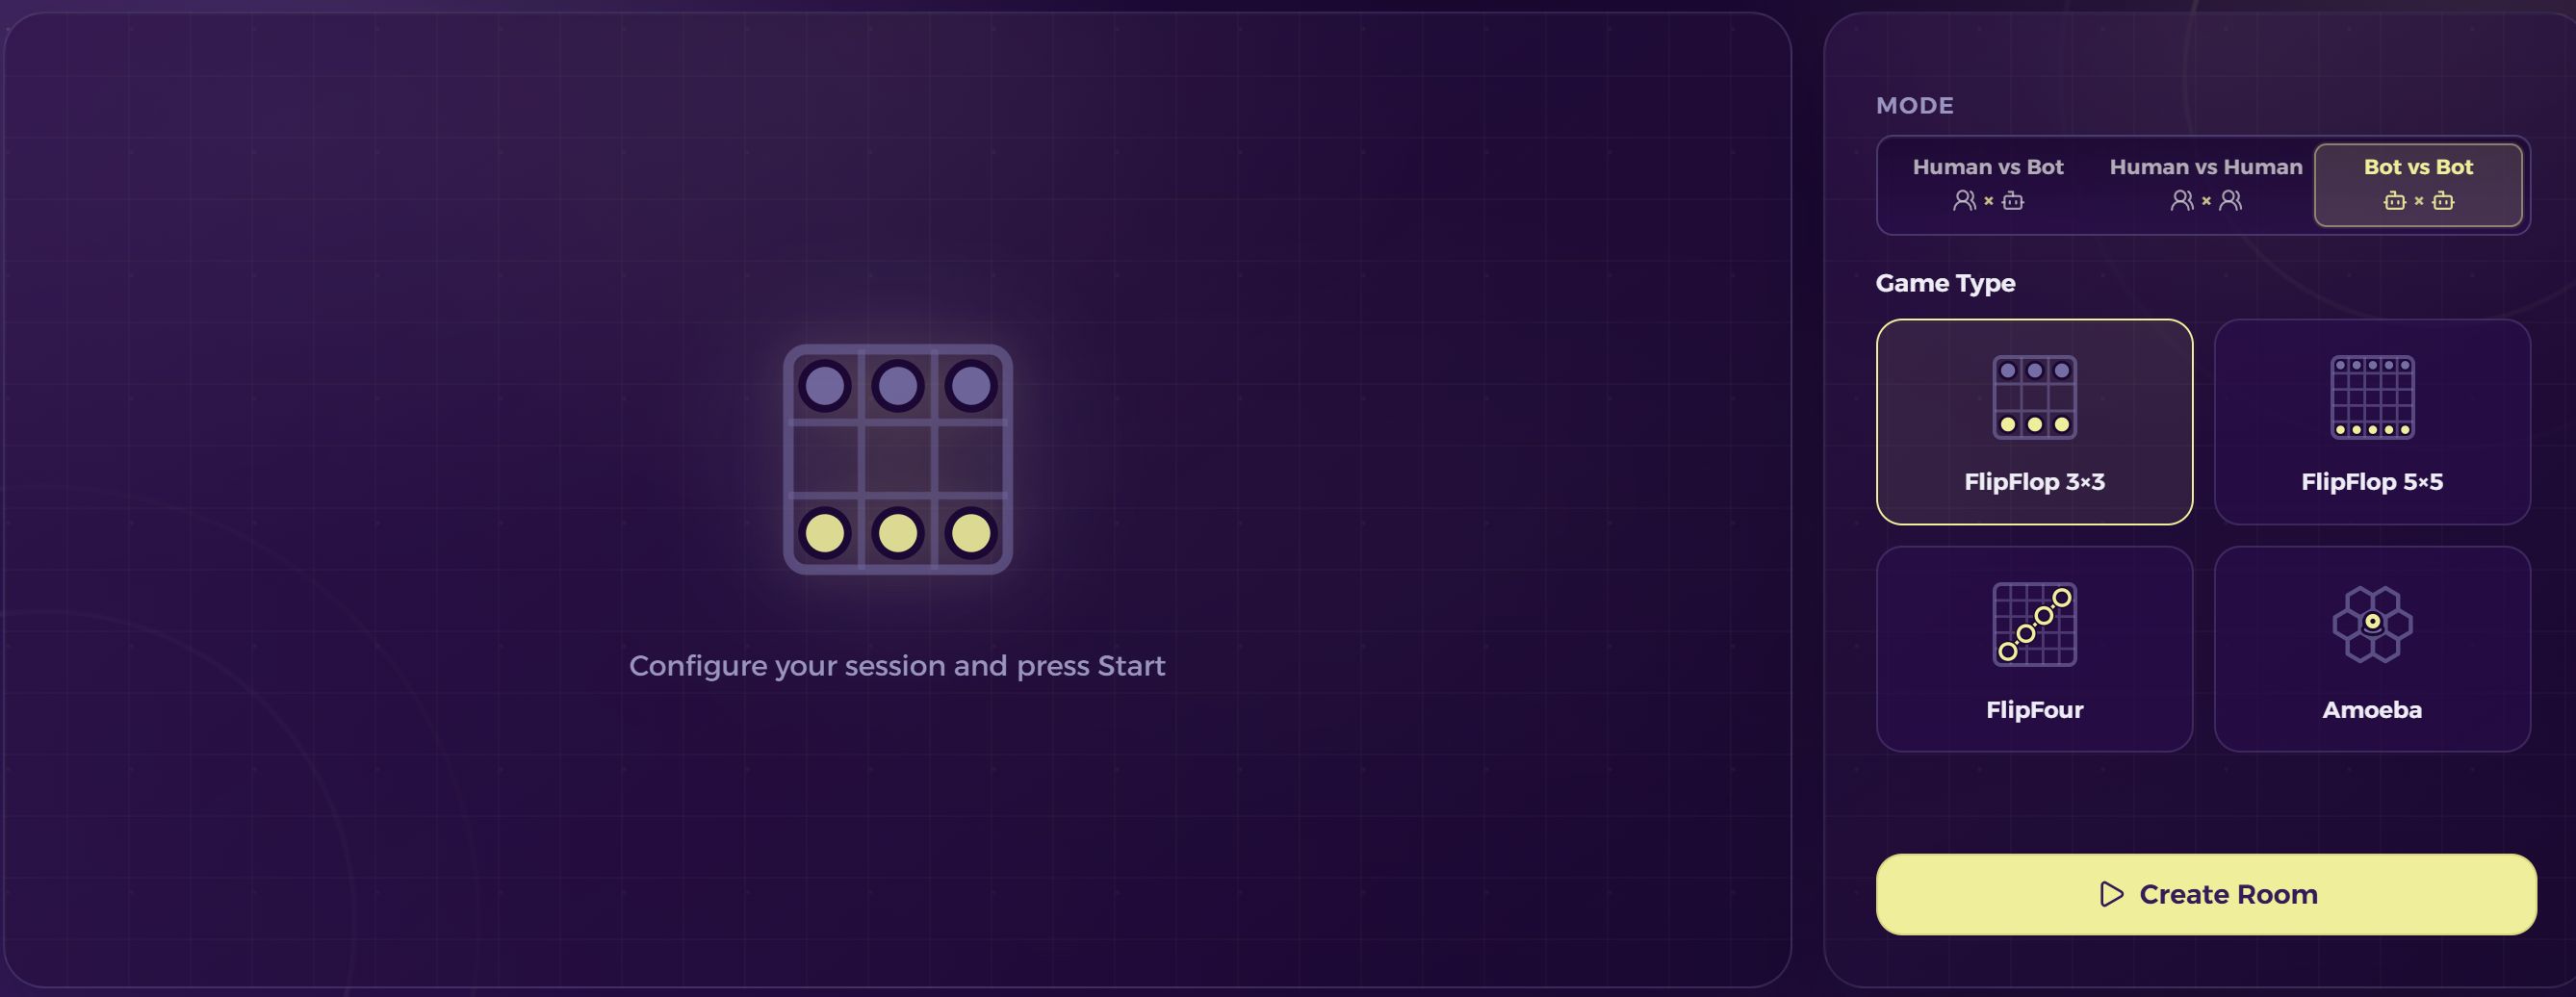 Configure your session and press Start
MODE
Human vs Bot
Human vs Human
Bot vs Bot
Game Type
FlipFlop 3×3
FlipFlop 5×5
FlipFour
Amoeba
Create Room